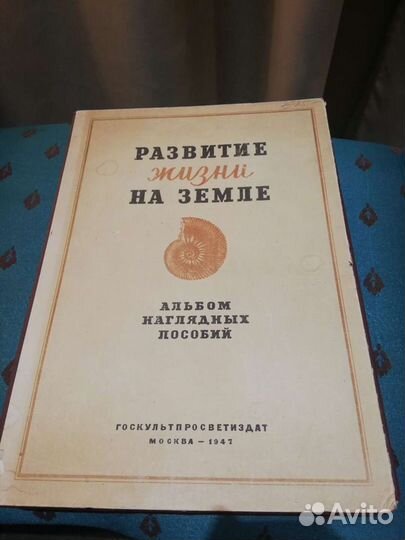 РАЗВИТИЕ
жизни
НА ЗЕМЛЕ
АЛЬБОМ
НАГЛЯДНЫХ
ПОСОБИЙ
ГОСКУЛЬТПРОСВЕТИЗДАТ
МОСКВА – 1947
Avito